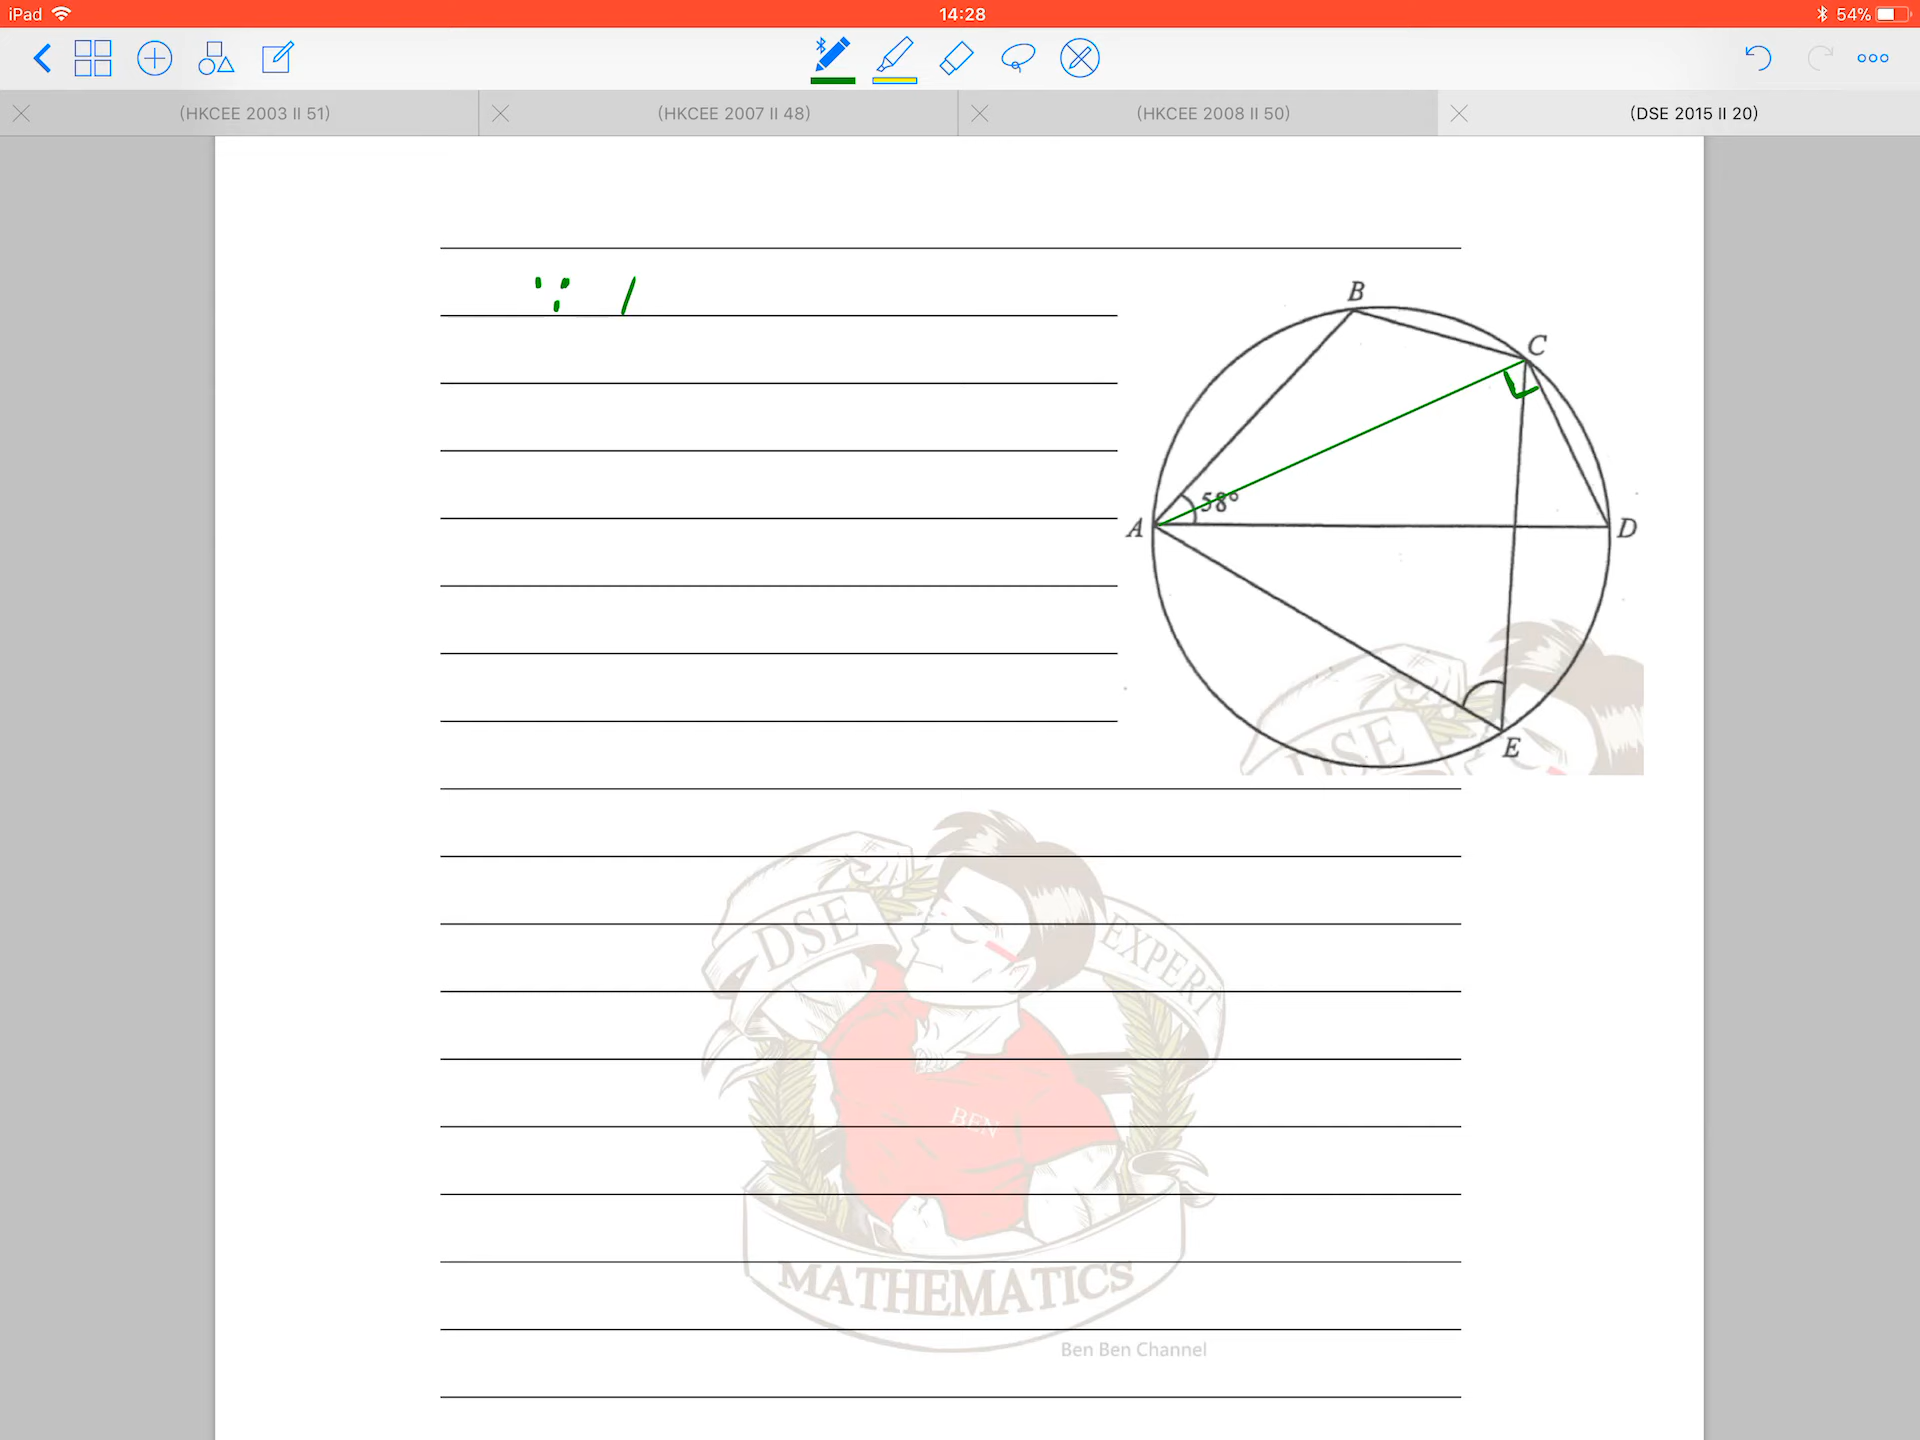 iPad 14:28 54%
(HKCEE 2003 II 51) (HKCEE 2007 II 48) (HKCEE 2008 II 50) (DSE 2015 II 20)
∵ /
B
C
58°
A D
E
DSE
DSE EXPERT
BEN
MATHEMATICS
Ben Ben Channel